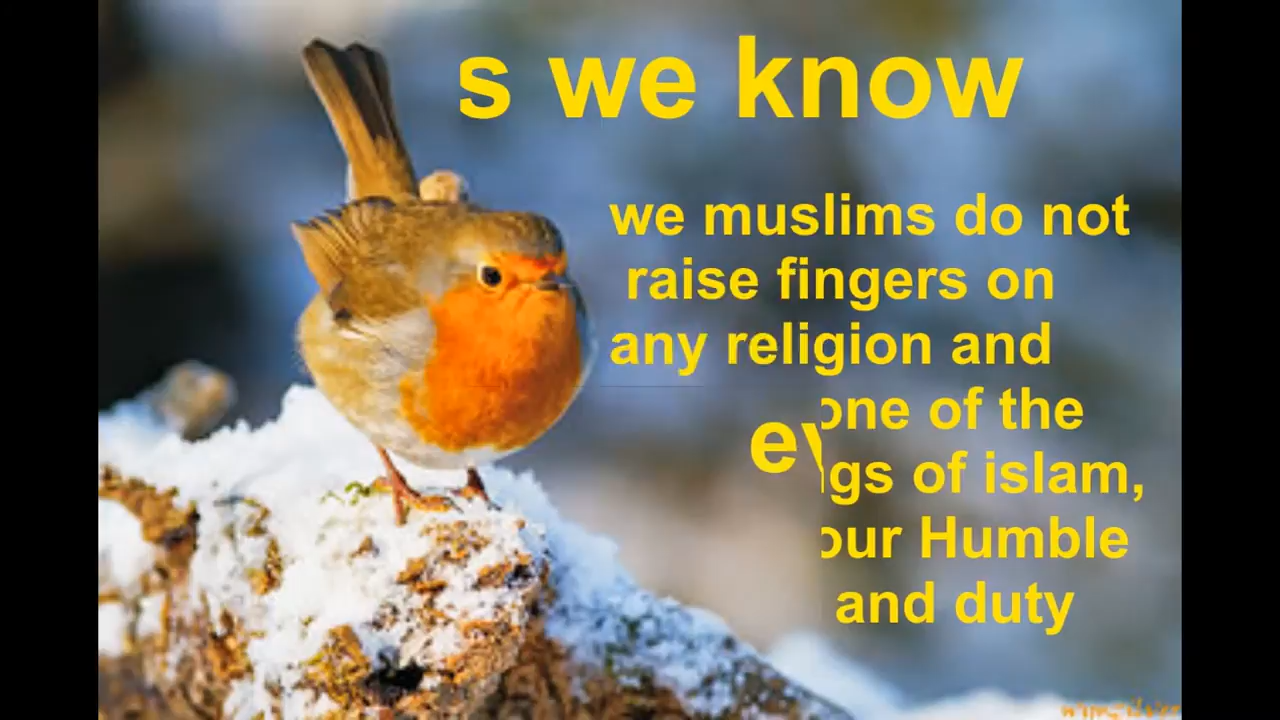 s we know
we muslims do not
raise fingers on
any religion and
one of the
ev
gs of islam,
our Humble
and duty